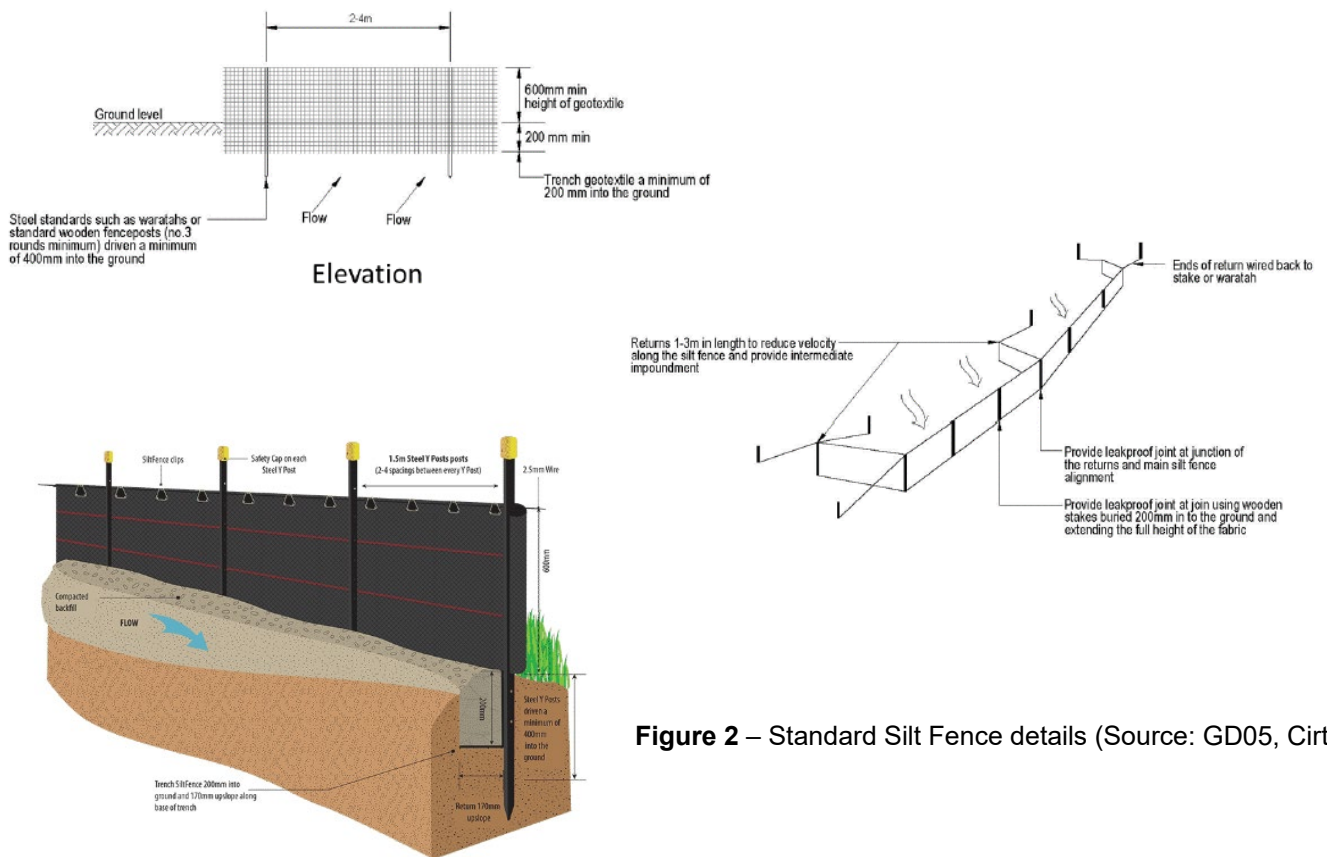 2-4m
600mm min
height of geotextile
Ground level
200 mm min
Trench geotextile a minimum of
200 mm into the ground
Flow
Flow
Steel standards such as waratahs or
standard wooden fenceposts (no.3
rounds minimum) driven a minimum
of 400mm into the ground
Elevation
Ends of return wired back to
stake or waratah
Returns 1-3m in length to reduce velocity
along the silt fence and provide intermediate
impoundment
Provide leakproof joint at junction of
the returns and main silt fence
alignment
Provide leakproof joint at join using wooden
stakes buried 200mm in to the ground and
extending the full height of the fabric
SiltFence clips
Safety Cap on each
Steel Y Post
1.5m Steel Y Posts posts
(2-4 spacings between every Y Post)
2.5mm Wire
600mm
Compacted
backfill
FLOW
200mm
Steel Y Posts
driven a
minimum of
400mm
into the
ground
Trench SiltFence 200mm into
ground and 170mm upslope along
base of trench
Return 170mm
upslope
Figure 2 – Standard Silt Fence details (Source: GD05, Cirt